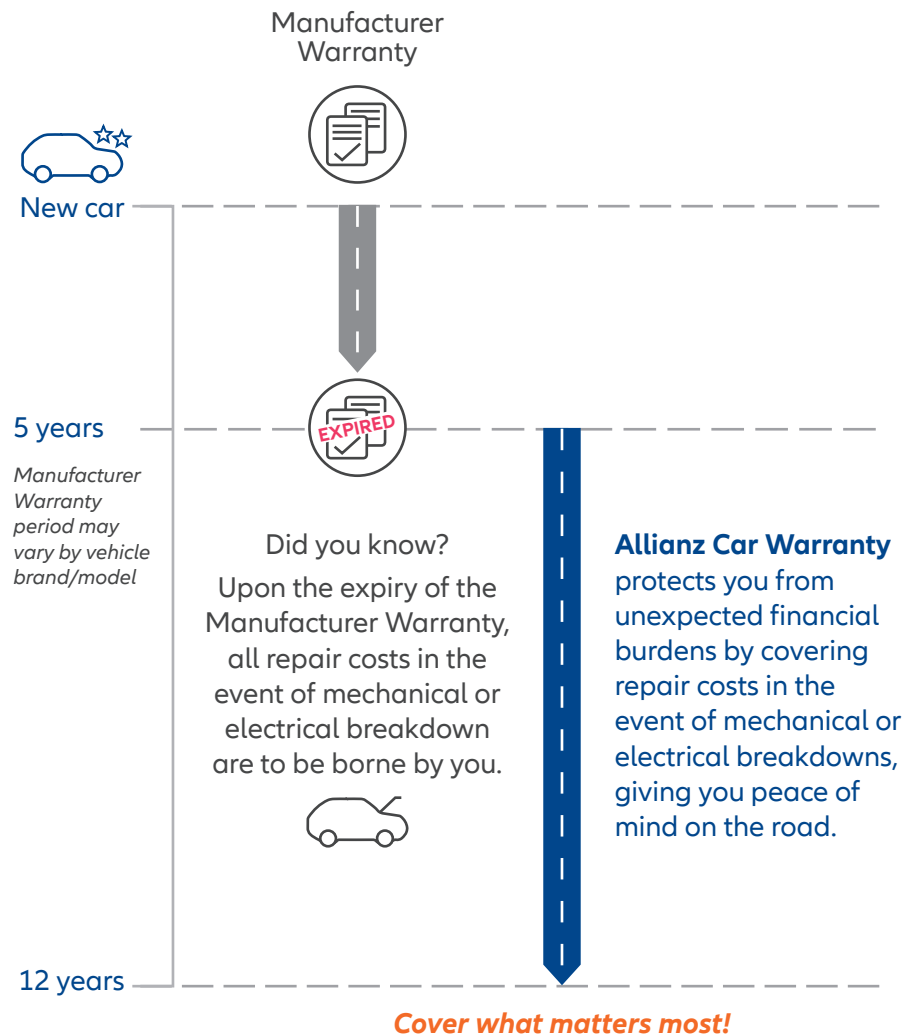 Manufacturer
Warranty
New car
5 years
EXPIRED
Manufacturer
Warranty
period may
vary by vehicle
brand/model
Did you know?
Upon the expiry of the
Manufacturer Warranty,
all repair costs in the
event of mechanical or
electrical breakdown
are to be borne by you.
Allianz Car Warranty
protects you from
unexpected financial
burdens by covering
repair costs in the
event of mechanical or
electrical breakdowns,
giving you peace of
mind on the road.
12 years
Cover what matters most!